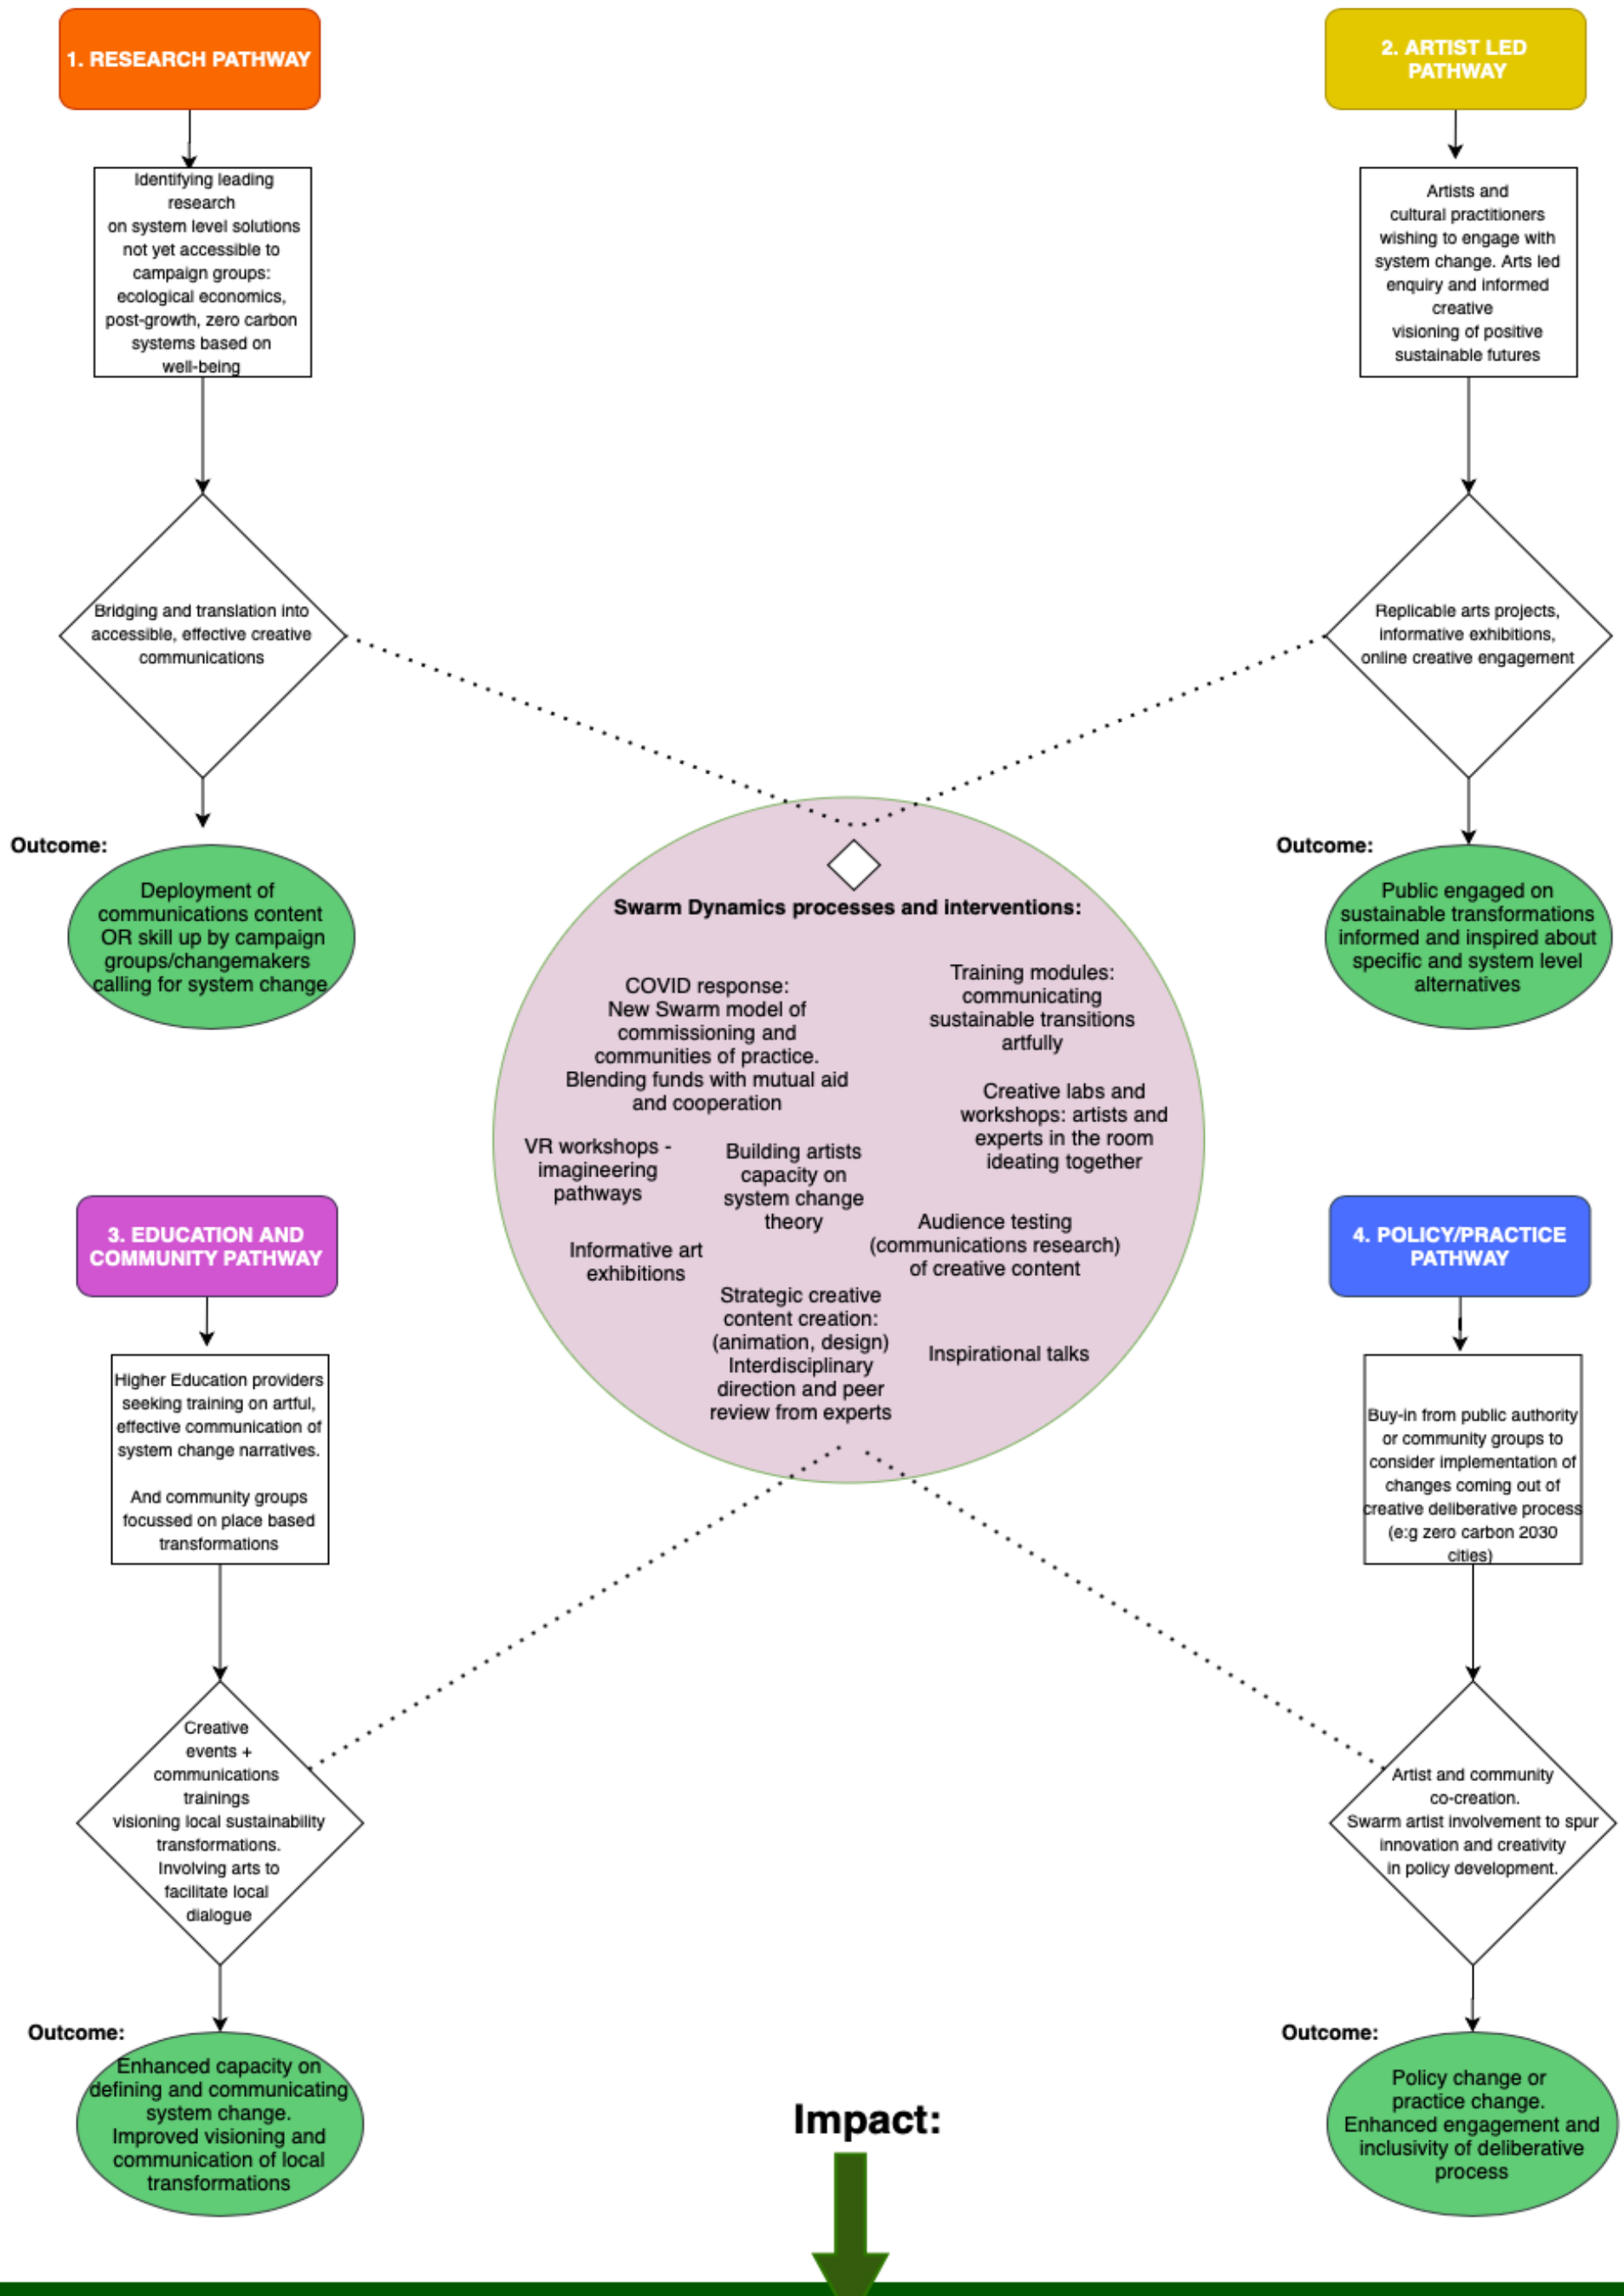 1. RESEARCH PATHWAY
Identifying leading
research
on system level solutions
not yet accessible to
campaign groups:
ecological economics,
post-growth, zero carbon
systems based on
well-being
Bridging and translation into
accessible, effective creative
communications
Outcome:
Deployment of
communications content
OR skill up by campaign
groups/changemakers
calling for system change
2. ARTIST LED
PATHWAY
Artists and
cultural practitioners
wishing to engage with
system change. Arts led
enquiry and informed
creative
visioning of positive
sustainable futures
Replicable arts projects,
informative exhibitions,
online creative engagement
Outcome:
Public engaged on
sustainable transformations
informed and inspired about
specific and system level
alternatives
Swarm Dynamics processes and interventions:
COVID response:
New Swarm model of
commissioning and
communities of practice.
Blending funds with mutual aid
and cooperation
Training modules:
communicating
sustainable transitions
artfully
Creative labs and
workshops: artists and
experts in the room
ideating together
VR workshops -
imagineering
pathways
Building artists
capacity on
system change
theory
Audience testing
(communications research)
of creative content
Informative art
exhibitions
Strategic creative
content creation:
(animation, design)
Interdisciplinary
direction and peer
review from experts
Inspirational talks
3. EDUCATION AND
COMMUNITY PATHWAY
Higher Education providers
seeking training on artful,
effective communication of
system change narratives.
And community groups
focussed on place based
transformations
Creative
events +
communications
trainings
visioning local sustainability
transformations.
Involving arts to
facilitate local
dialogue
Outcome:
Enhanced capacity on
defining and communicating
system change.
Improved visioning and
communication of local
transformations
4. POLICY/PRACTICE
PATHWAY
Buy-in from public authority
or community groups to
consider implementation of
changes coming out of
creative deliberative process
(e:g zero carbon 2030
cities)
Artist and community
co-creation.
Swarm artist involvement to spur
innovation and creativity
in policy development.
Outcome:
Policy change or
practice change.
Enhanced engagement and
inclusivity of deliberative
process
Impact: